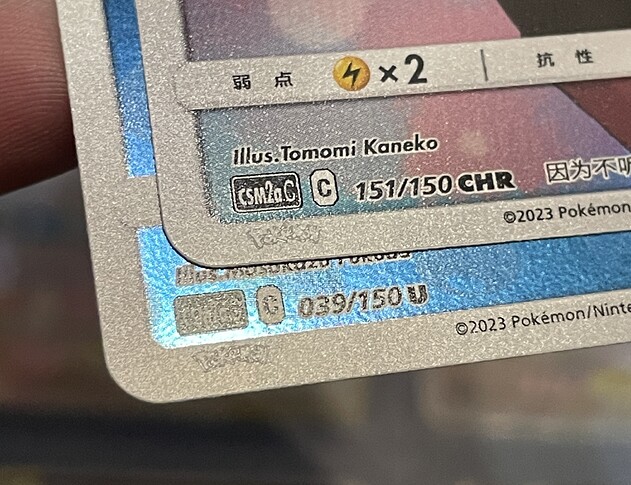 弱 点 ×2 抗 性
Illus.Tomomi Kaneko
CSM2aC C 151/150 CHR 因为不听
©2023 Pokémon
Illus.
C 039/150 U
©2023 Pokémon/Ninte